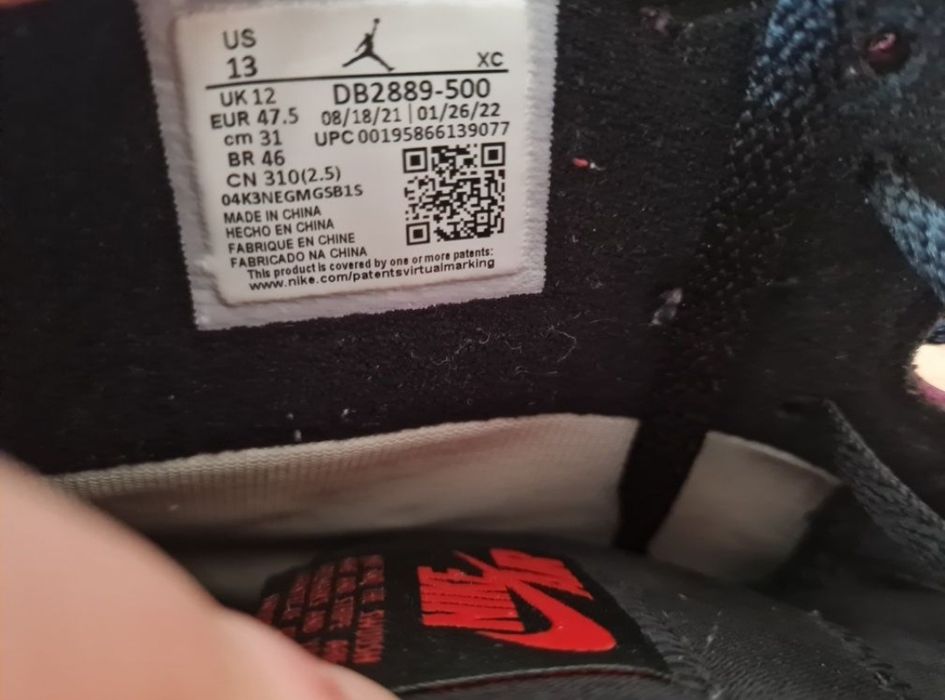 US
13
XC
UK 12
DB2889-500
EUR 47.5
08/18/21 | 01/26/22
cm 31
UPC 00195866139077
BR 46
CN 310(2.5)
04K3NEGMGSB1S
MADE IN CHINA
HECHO EN CHINA
FABRIQUE EN CHINE
FABRICADO NA CHINA
This product is covered by one or more patents:
www.nike.com/patentsvirtualmarking
NIKE AIR